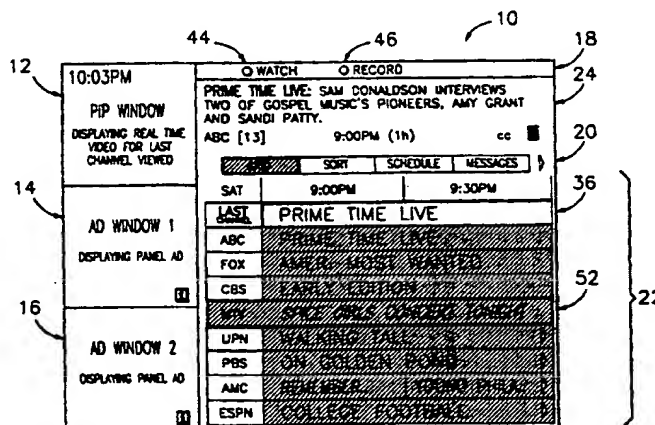 44
46
10
12
18
10:03PM
○ WATCH ○ RECORD
PIP WINDOW
DISPLAYING REAL TIME
VIDEO FOR LAST
CHANNEL VIEWED
PRIME TIME LIVE: SAM DONALDSON INTERVIEWS
TWO OF GOSPEL MUSIC'S PIONEERS, AMY GRANT
AND SANDI PATTY.
24
ABC [13] 9:00PM (1h) cc
20
SORT SCHEDULE MESSAGES
14
SAT 9:00PM 9:30PM
36
AD WINDOW 1
DISPLAYING PANEL AD
LAST CHANNEL PRIME TIME LIVE
ABC PRIME TIME LIVE
FOX AMER. MOST WANTED
CBS EARLY EDITION
52
MTV SPICE GIRLS CONCERT TONIGHT
22
16
AD WINDOW 2
DISPLAYING PANEL AD
UPN WALKING TALL
PBS ON GOLDEN POND
AMC REMEMBER YOUNG PHILA
ESPN COLLEGE FOOTBALL